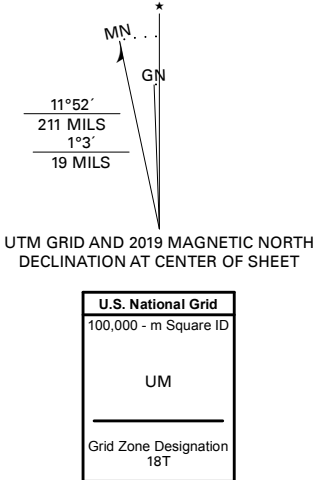 ★
MN
GN
11°52´
211 MILS
1°3´
19 MILS
UTM GRID AND 2019 MAGNETIC NORTH
DECLINATION AT CENTER OF SHEET
U.S. National Grid
100,000 - m Square ID
UM
Grid Zone Designation
18T